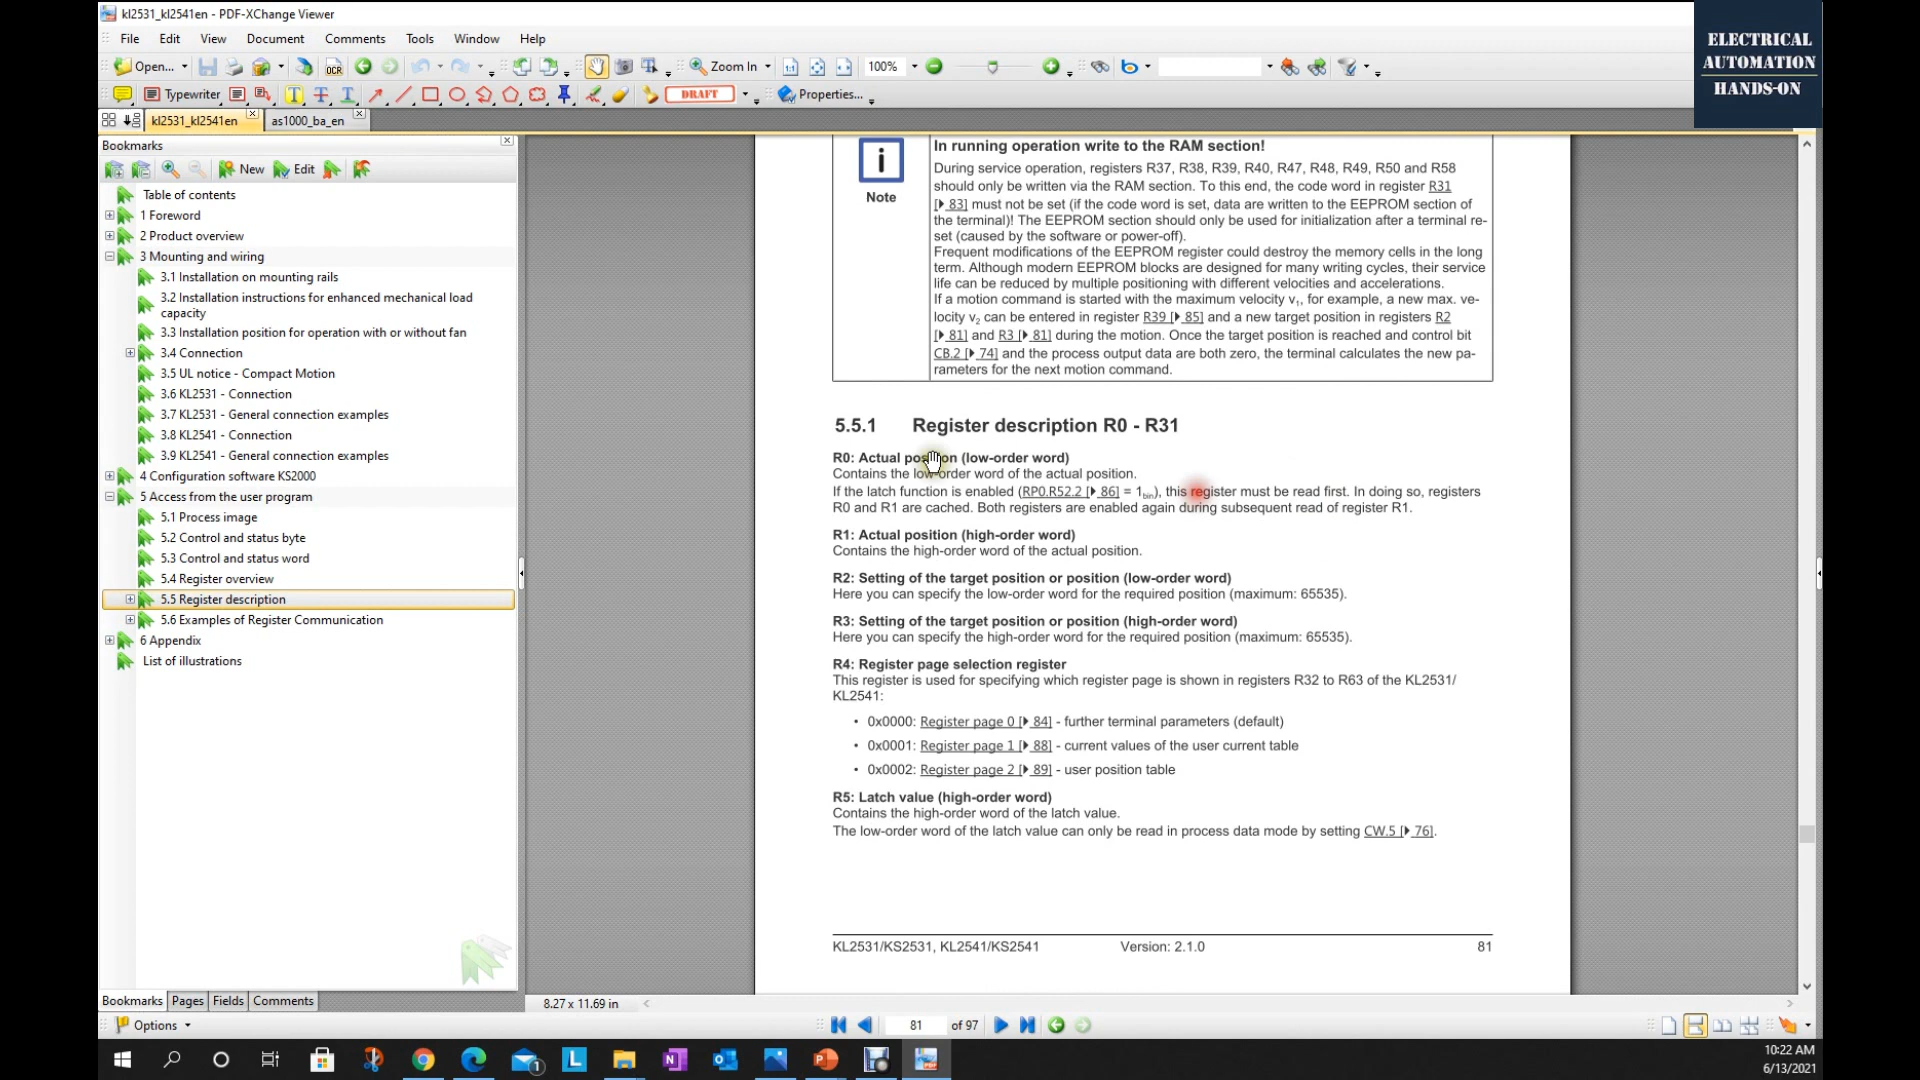 kl2531_kl2541en - PDF-XChange Viewer
File Edit View Document Comments Tools Window Help
Open... OCR Zoom In 100%
Typewriter T T T DRAFT Properties...
kl2531_kl2541en as1000_ba_en
ELECTRICAL
AUTOMATION
HANDS-ON
Bookmarks
New Edit
Table of contents
1 Foreword
2 Product overview
3 Mounting and wiring
3.1 Installation on mounting rails
3.2 Installation instructions for enhanced mechanical load
capacity
3.3 Installation position for operation with or without fan
3.4 Connection
3.5 UL notice - Compact Motion
3.6 KL2531 - Connection
3.7 KL2531 - General connection examples
3.8 KL2541 - Connection
3.9 KL2541 - General connection examples
4 Configuration software KS2000
5 Access from the user program
5.1 Process image
5.2 Control and status byte
5.3 Control and status word
5.4 Register overview
5.5 Register description
5.6 Examples of Register Communication
6 Appendix
List of illustrations
Bookmarks Pages Fields Comments
Options
i
Note
In running operation write to the RAM section!
During service operation, registers R37, R38, R39, R40, R47, R48, R49, R50 and R58
should only be written via the RAM section. To this end, the code word in register R31
[▶ 83] must not be set (if the code word is set, data are written to the EEPROM section of
the terminal)! The EEPROM section should only be used for initialization after a terminal re-
set (caused by the software or power-off).
Frequent modifications of the EEPROM register could destroy the memory cells in the long
term. Although modern EEPROM blocks are designed for many writing cycles, their service
life can be reduced by multiple positioning with different velocities and accelerations.
If a motion command is started with the maximum velocity v1, for example, a new max. ve-
locity v2 can be entered in register R39 [▶ 85] and a new target position in registers R2
[▶ 81] and R3 [▶ 81] during the motion. Once the target position is reached and control bit
CB.2 [▶ 74] and the process output data are both zero, the terminal calculates the new pa-
rameters for the next motion command.
5.5.1 Register description R0 - R31
R0: Actual position (low-order word)
Contains the low-order word of the actual position.
If the latch function is enabled (RP0.R52.2 [▶ 86] = 1bin), this register must be read first. In doing so, registers
R0 and R1 are cached. Both registers are enabled again during subsequent read of register R1.
R1: Actual position (high-order word)
Contains the high-order word of the actual position.
R2: Setting of the target position or position (low-order word)
Here you can specify the low-order word for the required position (maximum: 65535).
R3: Setting of the target position or position (high-order word)
Here you can specify the high-order word for the required position (maximum: 65535).
R4: Register page selection register
This register is used for specifying which register page is shown in registers R32 to R63 of the KL2531/
KL2541:
• 0x0000: Register page 0 [▶ 84] - further terminal parameters (default)
• 0x0001: Register page 1 [▶ 88] - current values of the user current table
• 0x0002: Register page 2 [▶ 89] - user position table
R5: Latch value (high-order word)
Contains the high-order word of the latch value.
The low-order word of the latch value can only be read in process data mode by setting CW.5 [▶ 76].
KL2531/KS2531, KL2541/KS2541 Version: 2.1.0 81
8.27 x 11.69 in
81 of 97
1
L
N
10:22 AM
6/13/2021